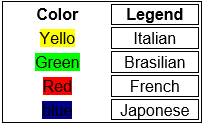 Color Legend
Yello Italian
Green Brasilian
Red French
blue Japonese